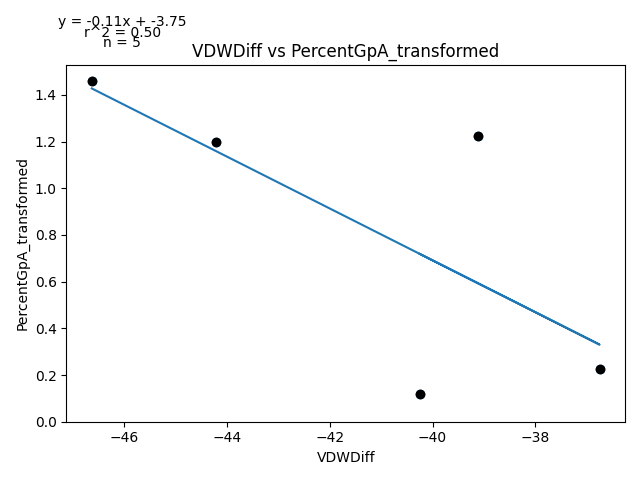 y = -0.11x + -3.75
r^2 = 0.50
n = 5
VDWDiff vs PercentGpA_transformed
PercentGpA_transformed
1.4
1.2
1.0
0.8
0.6
0.4
0.2
0.0
−46
−44
−42
−40
−38
VDWDiff